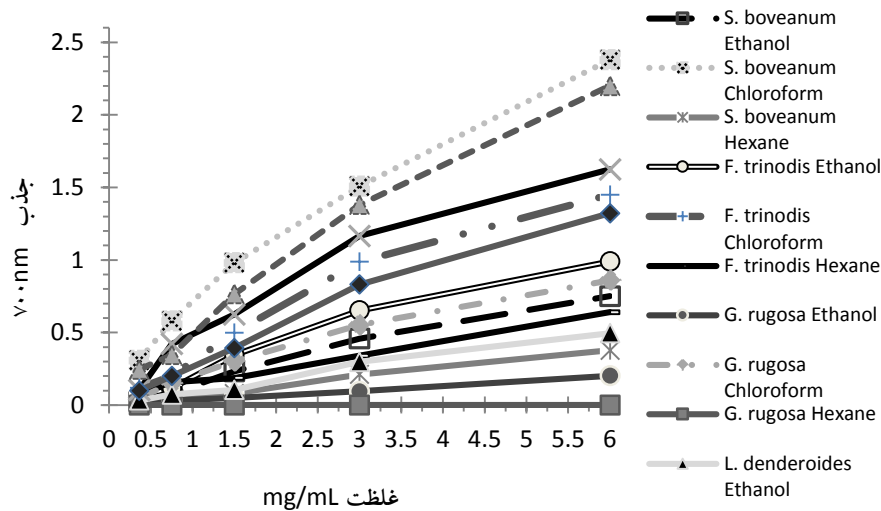 2.5
2
1.5
1
0.5
0
جذب ۷۰۰nm
0 0.5 1 1.5 2 2.5 3 3.5 4 4.5 5 5.5 6
غلظت mg/mL
S. boveanum
Ethanol
S. boveanum
Chloroform
S. boveanum
Hexane
F. trinodis Ethanol
F. trinodis
Chloroform
F. trinodis Hexane
G. rugosa Ethanol
G. rugosa
Chloroform
G. rugosa Hexane
L. denderoides
Ethanol